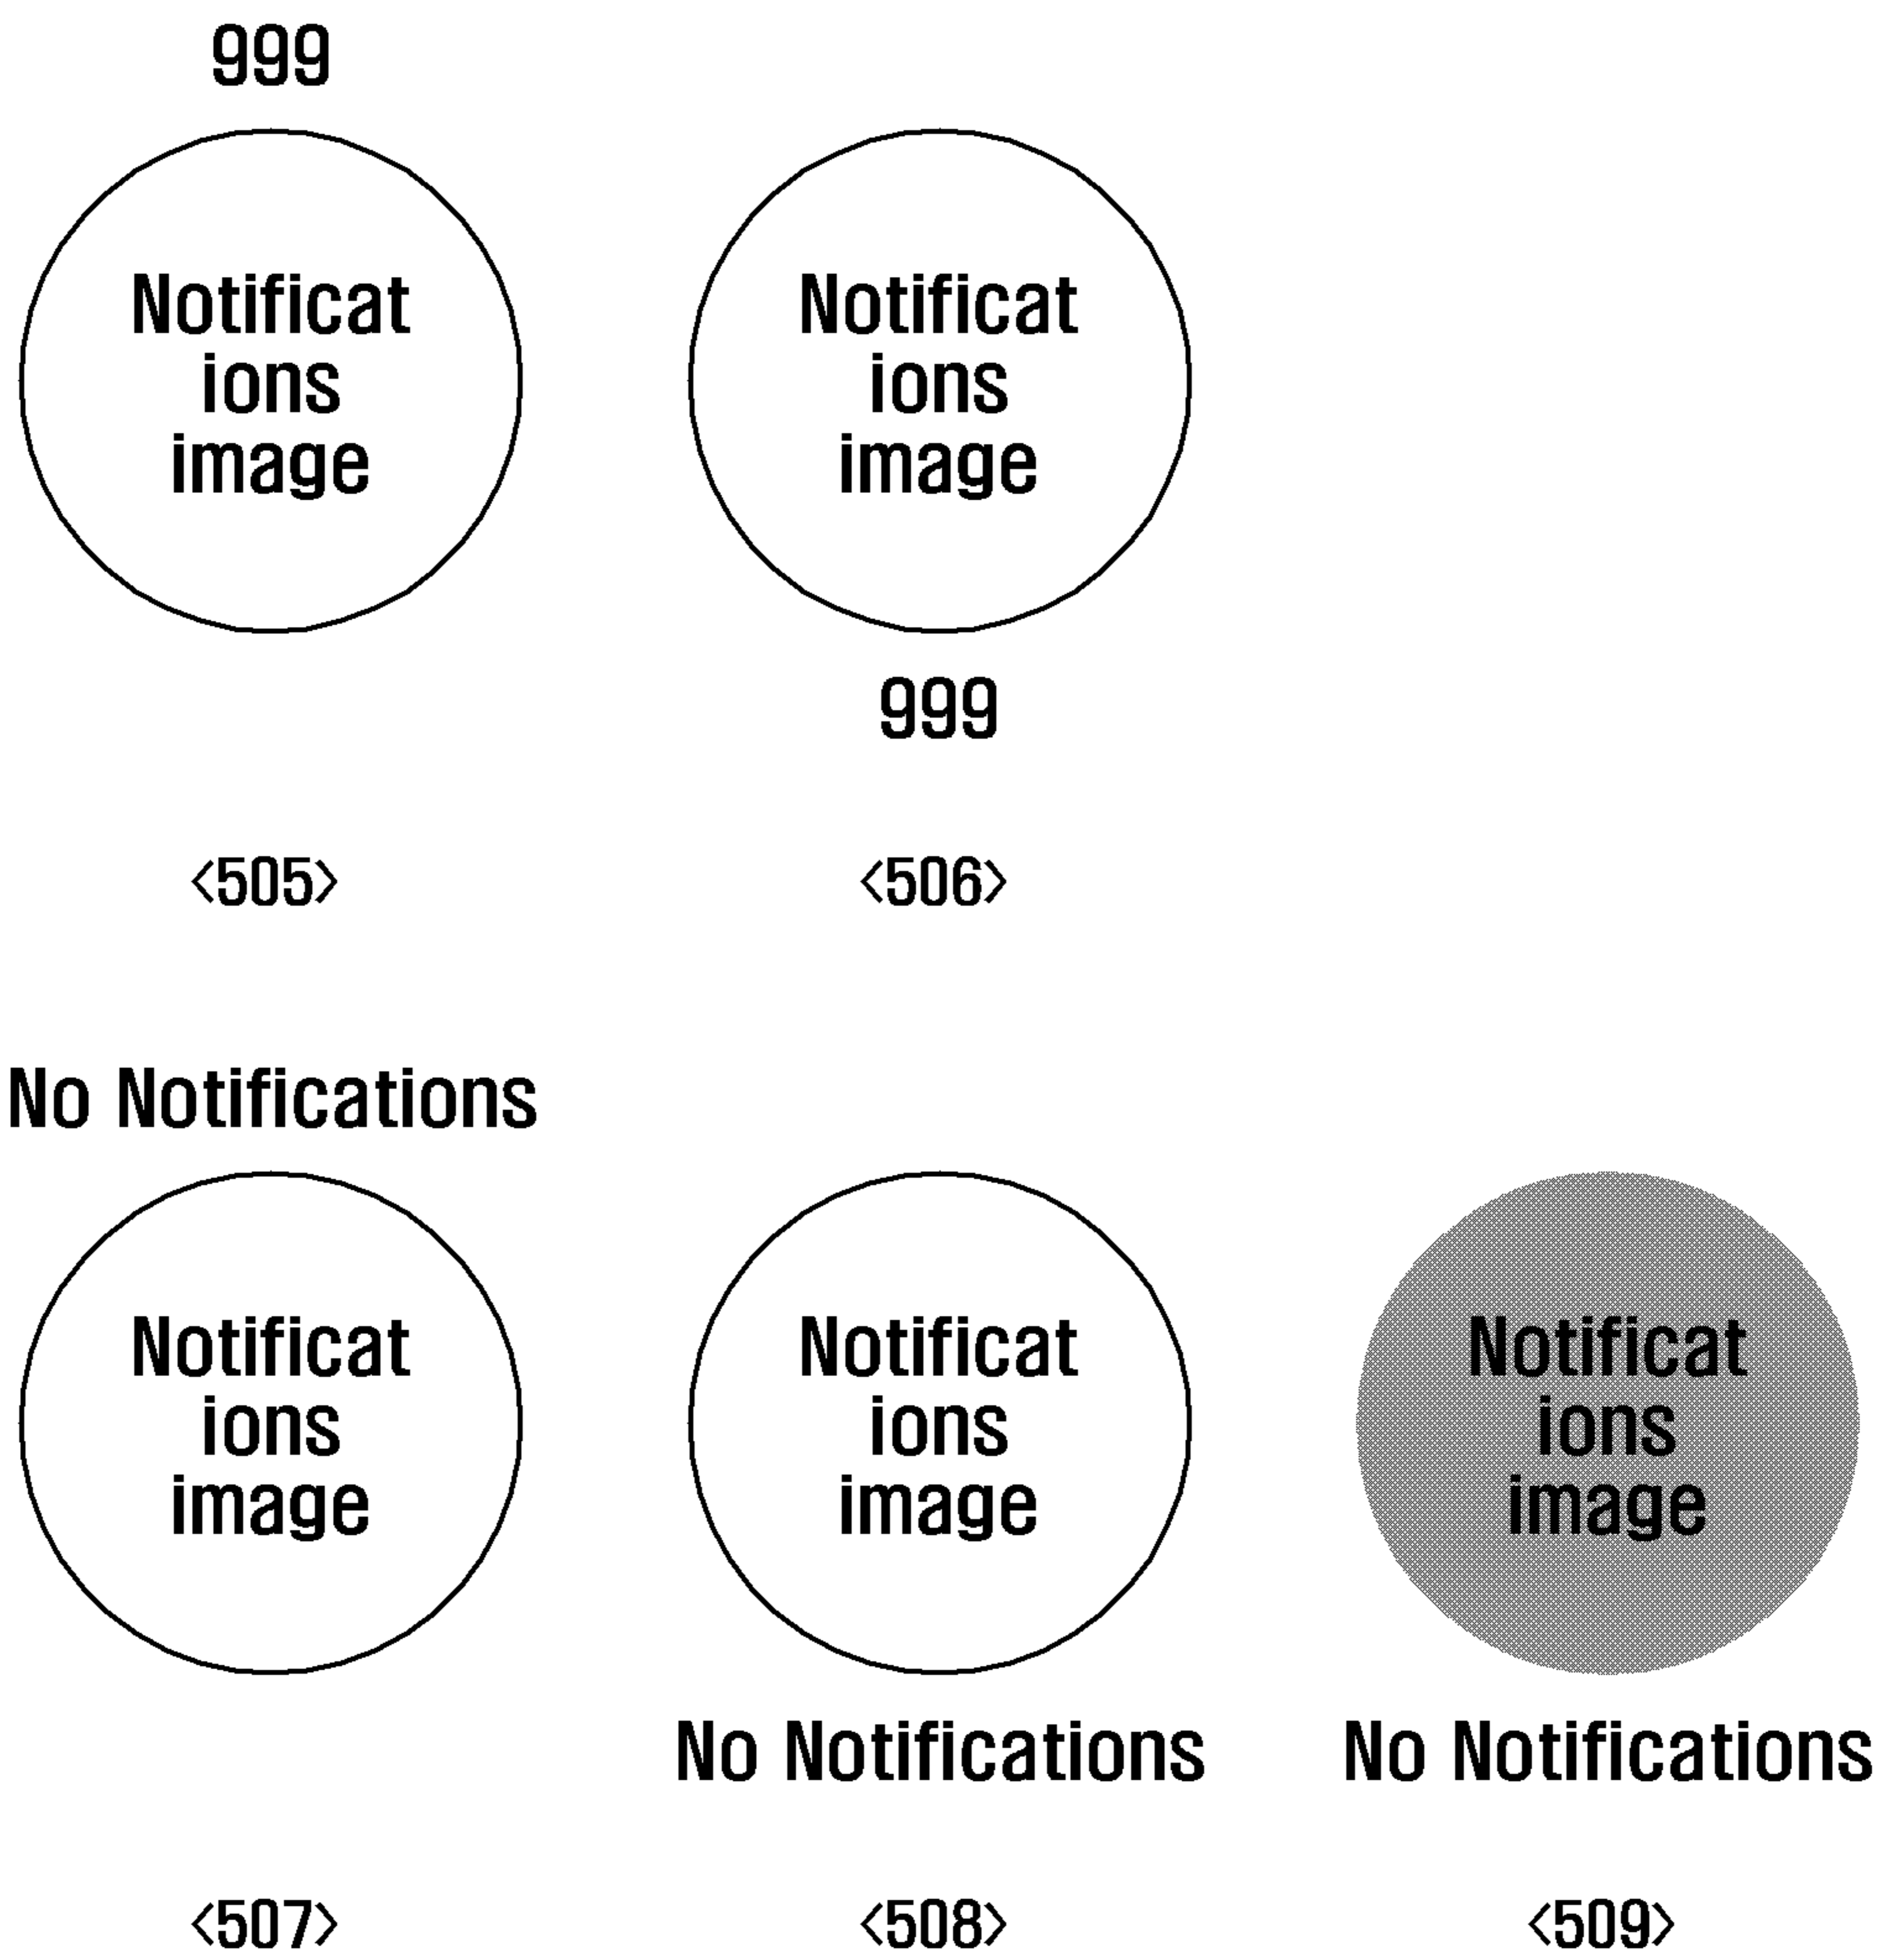 999
Notificat
ions
image
<505>
Notificat
ions
image
999
<506>
No Notifications
Notificat
ions
image
<507>
Notificat
ions
image
No Notifications
<508>
Notificat
ions
image
No Notifications
<509>